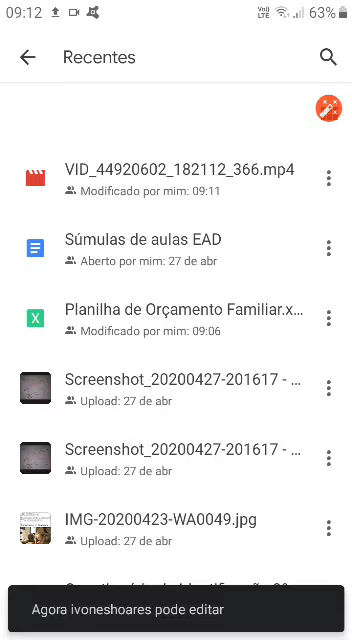 09:12 Vo)) LTE 63%
Recentes
VID_44920602_182112_366.mp4
Modificado por mim: 09:11
Súmulas de aulas EAD
Aberto por mim: 27 de abr
Planilha de Orçamento Familiar.x...
Modificado por mim: 09:06
Screenshot_20200427-201617 - ...
Upload: 27 de abr
Screenshot_20200427-201617 - ...
Upload: 27 de abr
IMG-20200423-WA0049.jpg
Upload: 27 de abr
Agora ivoneshoares pode editar